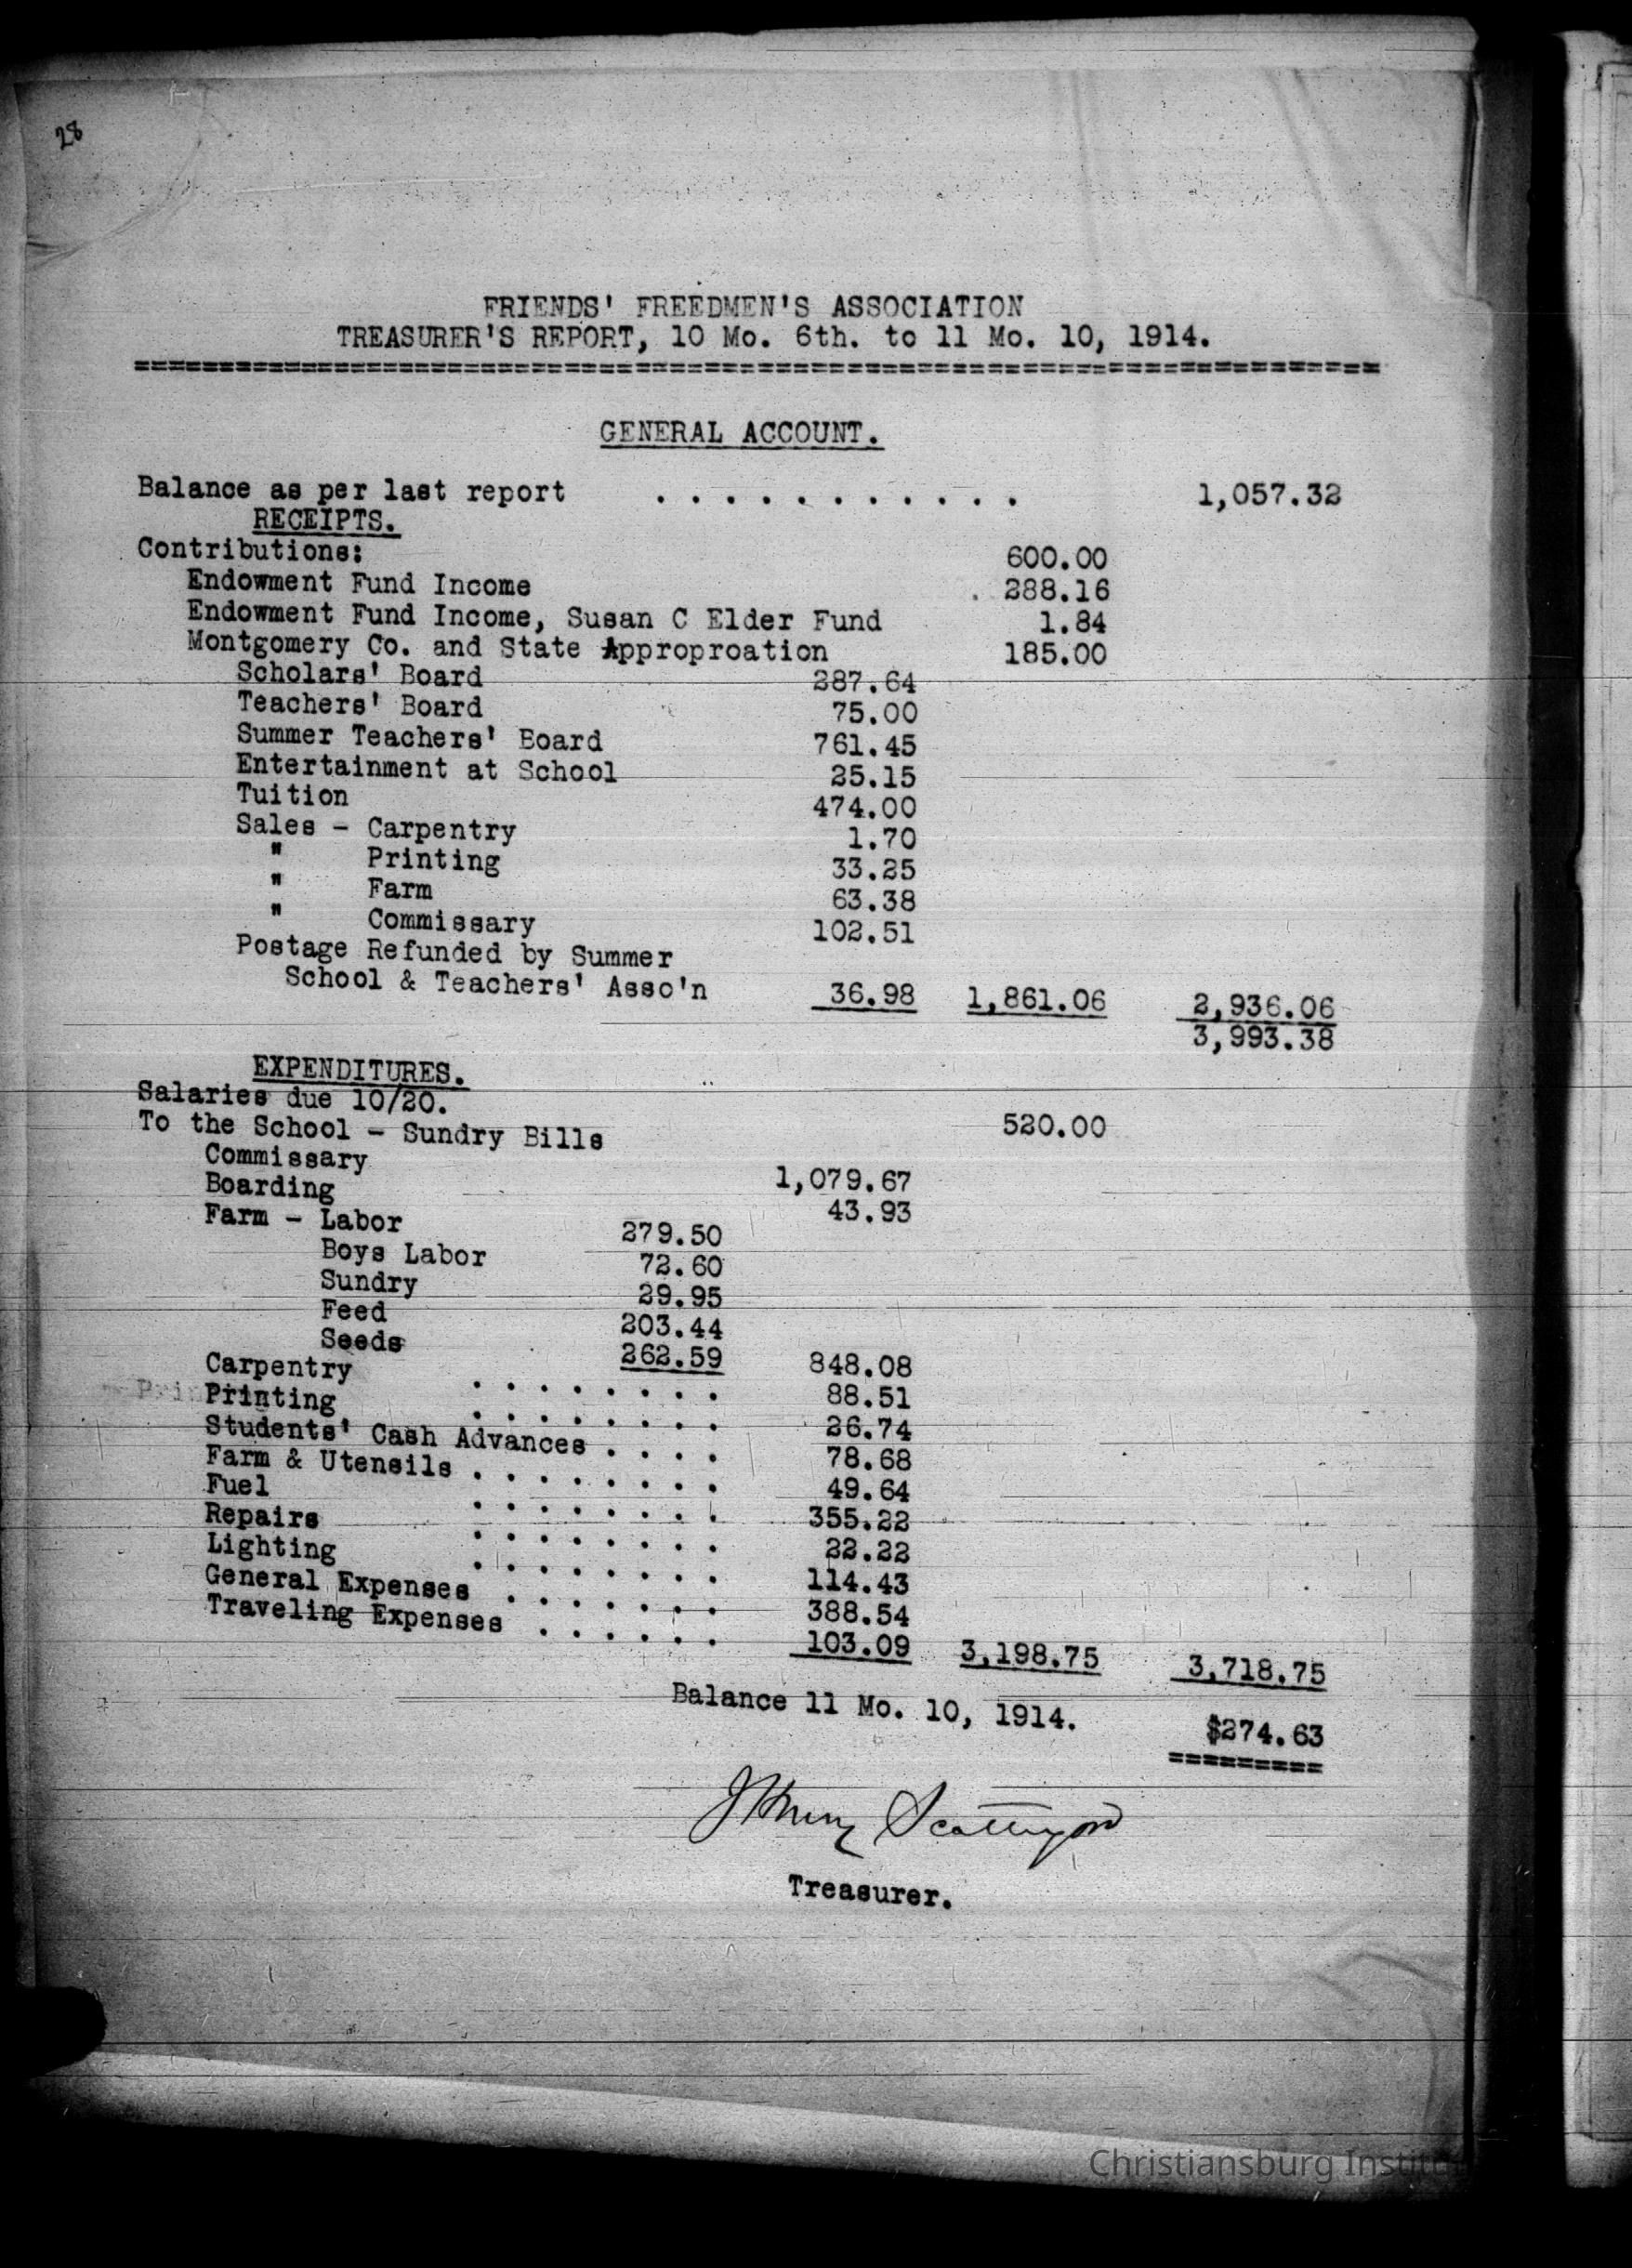 28
FRIENDS' FREEDMEN'S ASSOCIATION
TREASURER'S REPORT, 10 Mo. 6th. to 11 Mo. 10, 1914.
GENERAL ACCOUNT.
Balance as per last report . . . . . . . . . . . 1,057.32
RECEIPTS.
Contributions: 600.00
Endowment Fund Income 288.16
Endowment Fund Income, Susan C Elder Fund 1.84
Montgomery Co. and State Approproation 185.00
Scholars' Board 287.64
Teachers' Board 75.00
Summer Teachers' Board 761.45
Entertainment at School 25.15
Tuition 474.00
Sales - Carpentry 1.70
" Printing 33.25
" Farm 63.38
" Commissary 102.51
Postage Refunded by Summer
School & Teachers' Asso'n 36.98 1,861.06 2,936.06
3,993.38
EXPENDITURES.
Salaries due 10/20. 520.00
To the School - Sundry Bills
Commissary 1,079.67
Boarding 43.93
Farm - Labor 279.50
Boys Labor 72.60
Sundry 29.95
Feed 203.44
Seeds 262.59 848.08
Carpentry . . . . . . . . 88.51
Printing . . . . . . . . 26.74
Students' Cash Advances . . . . 78.68
Farm & Utensils . . . . . . . . 49.64
Fuel . . . . . . . . 355.22
Repairs . . . . . . . . 22.22
Lighting . . . . . . . . 114.43
General Expenses . . . . . . . 388.54
Traveling Expenses . . . . . . 103.09 3,198.75 3,718.75
Balance 11 Mo. 10, 1914. $274.63
J Henry Scattergood
Treasurer.
Christiansburg Institute